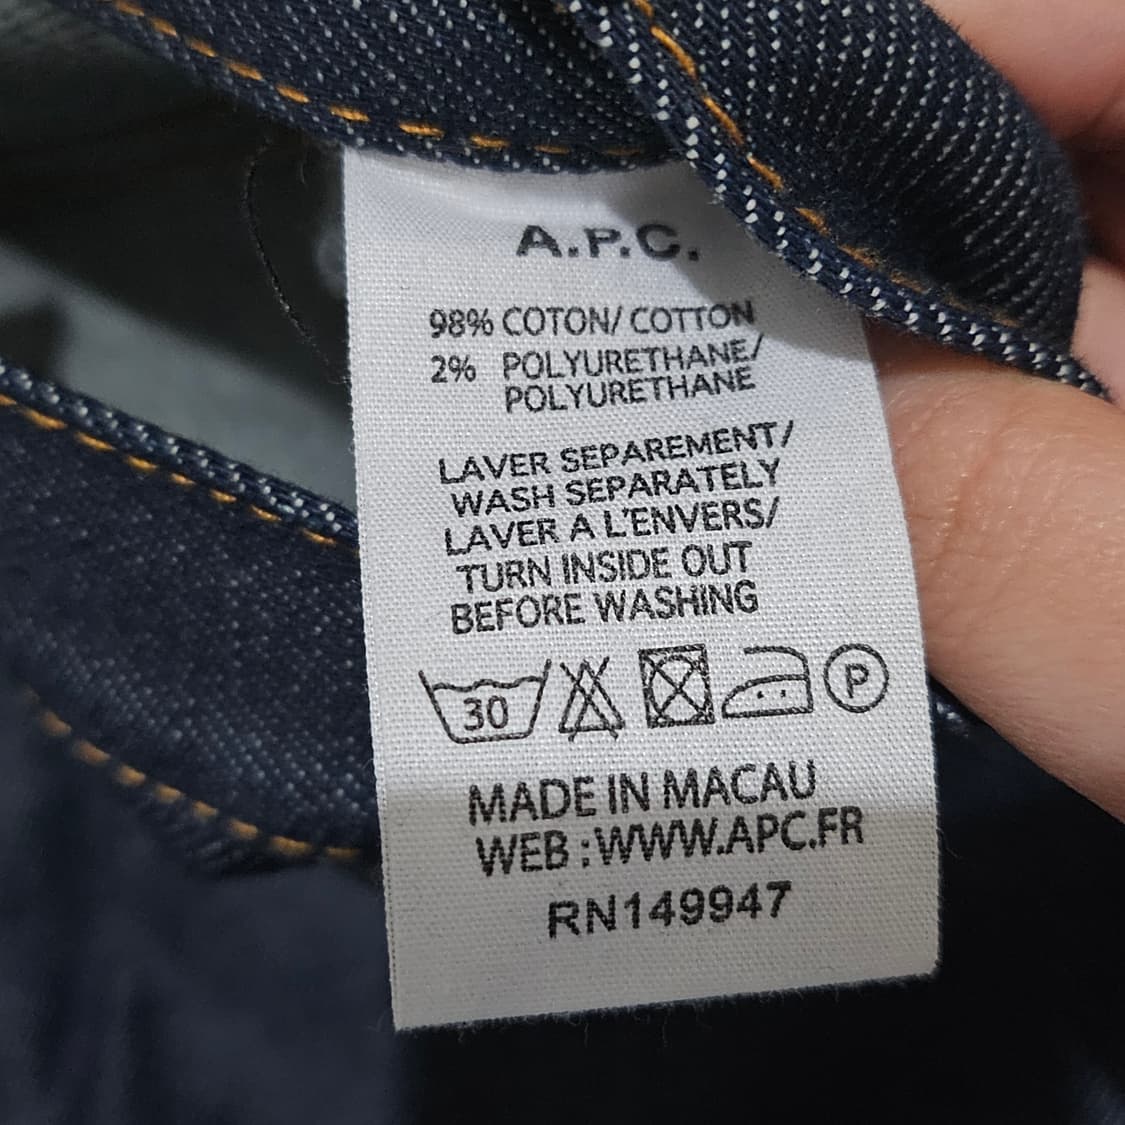 A.P.C.
98% COTON/ COTTON
2% POLYURETHANE/
POLYURETHANE
LAVER SEPAREMENT/
WASH SEPARATELY
LAVER A L'ENVERS/
TURN INSIDE OUT
BEFORE WASHING
30 P
MADE IN MACAU
WEB :WWW.APC.FR
RN149947